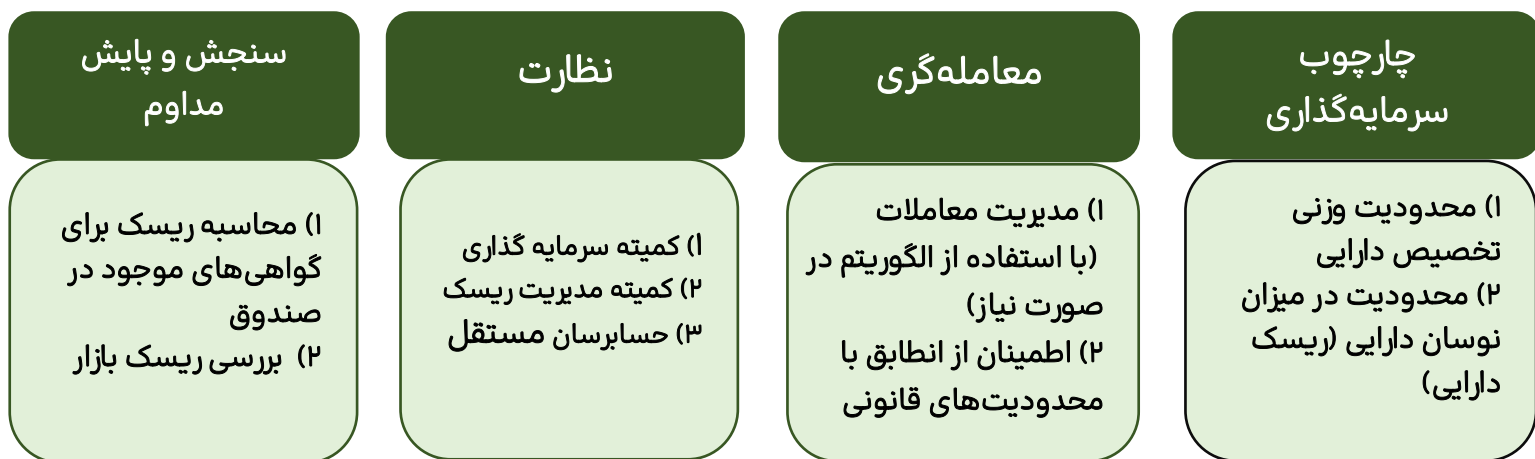 چارچوب
سرمایه‌گذاری
۱) محدودیت وزنی
تخصیص دارایی
۲) محدودیت در میزان
نوسان دارایی (ریسک
دارایی)
معامله‌گری
۱) مدیریت معاملات
(با استفاده از الگوریتم در
صورت نیاز)
۲) اطمینان از انطابق با
محدودیت‌های قانونی
نظارت
۱) کمیته سرمایه گذاری
۲) کمیته مدیریت ریسک
۳) حسابرسان مستقل
سنجش و پایش
مداوم
۱) محاسبه ریسک برای
گواهی‌های موجود در
صندوق
۲) بررسی ریسک بازار